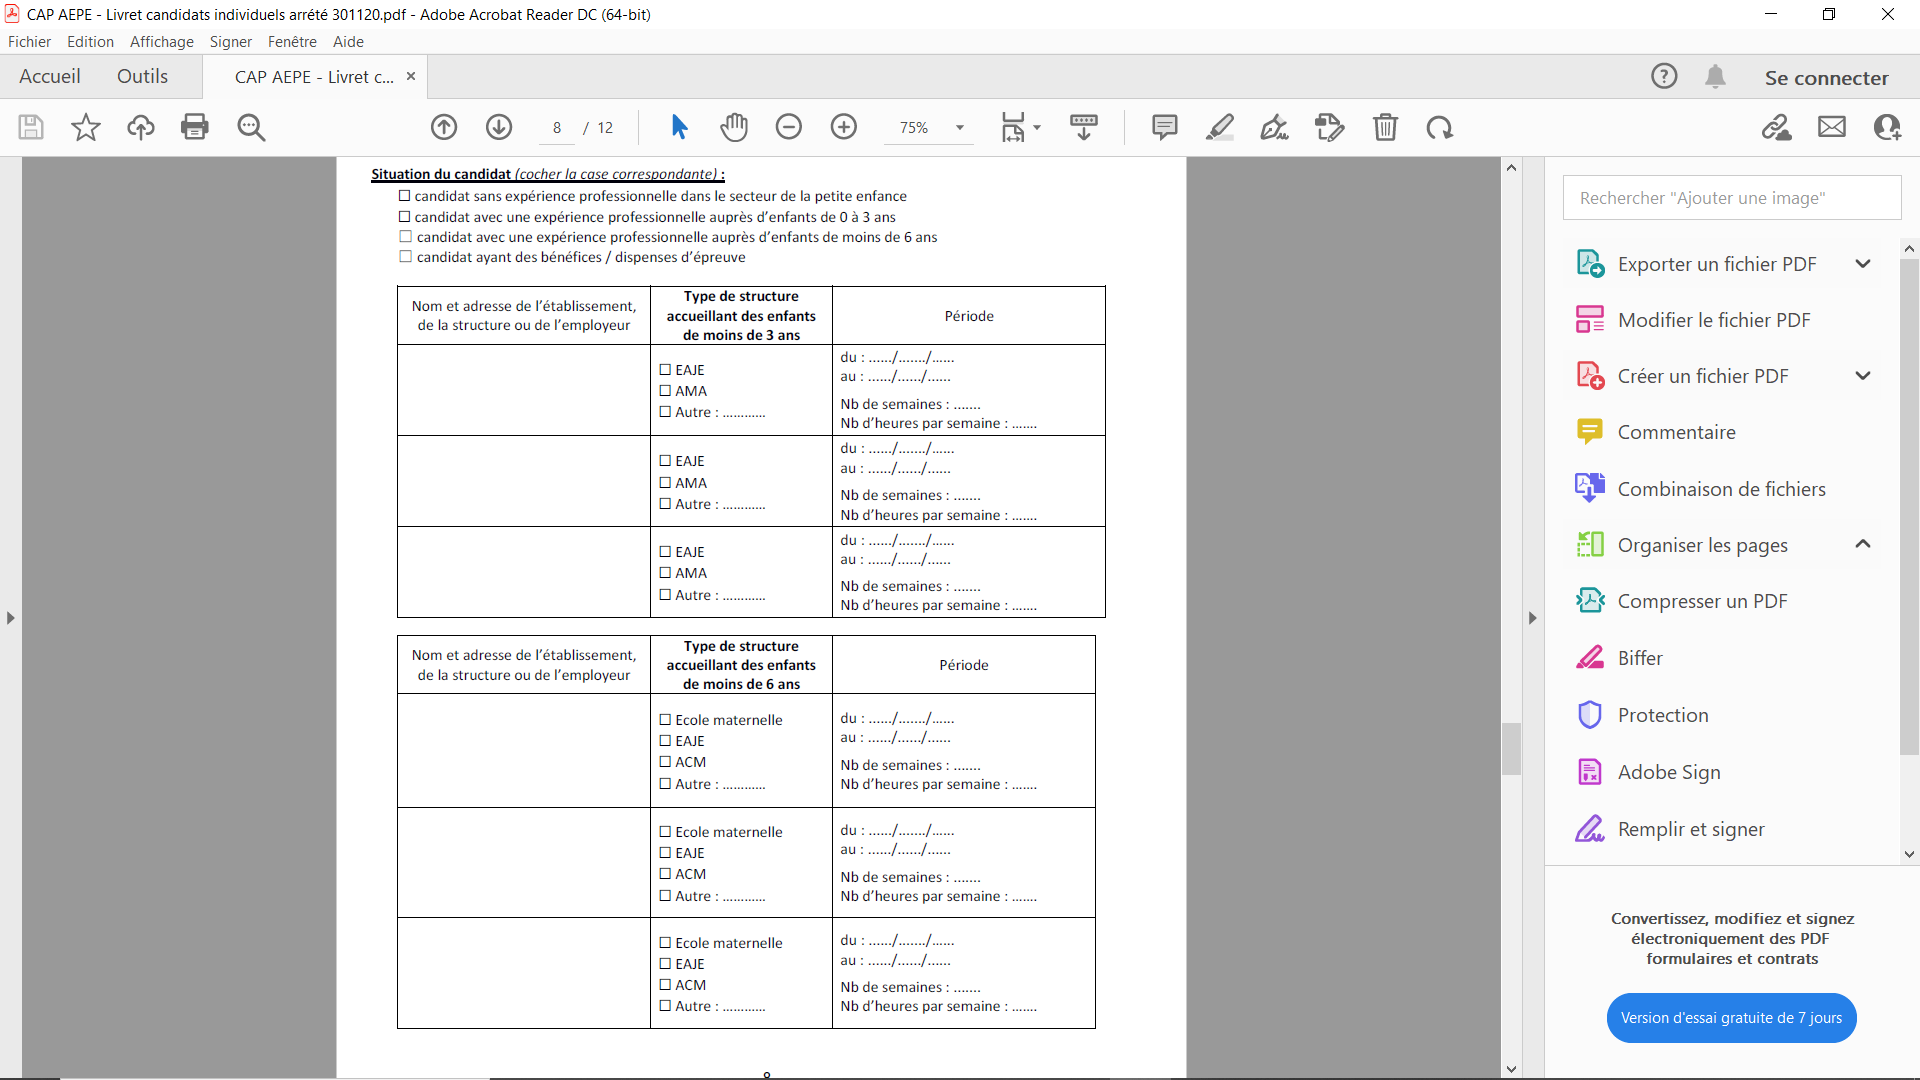 CAP AEPE - Livret candidats individuels arrété 301120.pdf - Adobe Acrobat Reader DC (64-bit)
Fichier Edition Affichage Signer Fenêtre Aide
Accueil Outils CAP AEPE - Livret c... Se connecter
8 / 12 75%
Situation du candidat (cocher la case correspondante) :
☐ candidat sans expérience professionnelle dans le secteur de la petite enfance
☐ candidat avec une expérience professionnelle auprès d’enfants de 0 à 3 ans
☐ candidat avec une expérience professionnelle auprès d’enfants de moins de 6 ans
☐ candidat ayant des bénéfices / dispenses d’épreuve
Nom et adresse de l’établissement,
de la structure ou de l’employeur
Type de structure
accueillant des enfants
de moins de 3 ans
Période
☐ EAJE
☐ AMA
☐ Autre : …………
du : ……/……./……
au : ……/……/……
Nb de semaines : …….
Nb d’heures par semaine : …….
☐ EAJE
☐ AMA
☐ Autre : …………
du : ……/……./……
au : ……/……/……
Nb de semaines : …….
Nb d’heures par semaine : …….
☐ EAJE
☐ AMA
☐ Autre : …………
du : ……/……./……
au : ……/……/……
Nb de semaines : …….
Nb d’heures par semaine : …….
Nom et adresse de l’établissement,
de la structure ou de l’employeur
Type de structure
accueillant des enfants
de moins de 6 ans
Période
☐ Ecole maternelle
☐ EAJE
☐ ACM
☐ Autre : …………
du : ……/……./……
au : ……/……/……
Nb de semaines : …….
Nb d’heures par semaine : …….
☐ Ecole maternelle
☐ EAJE
☐ ACM
☐ Autre : …………
du : ……/……./……
au : ……/……/……
Nb de semaines : …….
Nb d’heures par semaine : …….
☐ Ecole maternelle
☐ EAJE
☐ ACM
☐ Autre : …………
du : ……/……./……
au : ……/……/……
Nb de semaines : …….
Nb d’heures par semaine : …….
Rechercher "Ajouter une image"
Exporter un fichier PDF
Modifier le fichier PDF
Créer un fichier PDF
Commentaire
Combinaison de fichiers
Organiser les pages
Compresser un PDF
Biffer
Protection
Adobe Sign
Remplir et signer
Convertissez, modifiez et signez
électroniquement des PDF
formulaires et contrats
Version d'essai gratuite de 7 jours